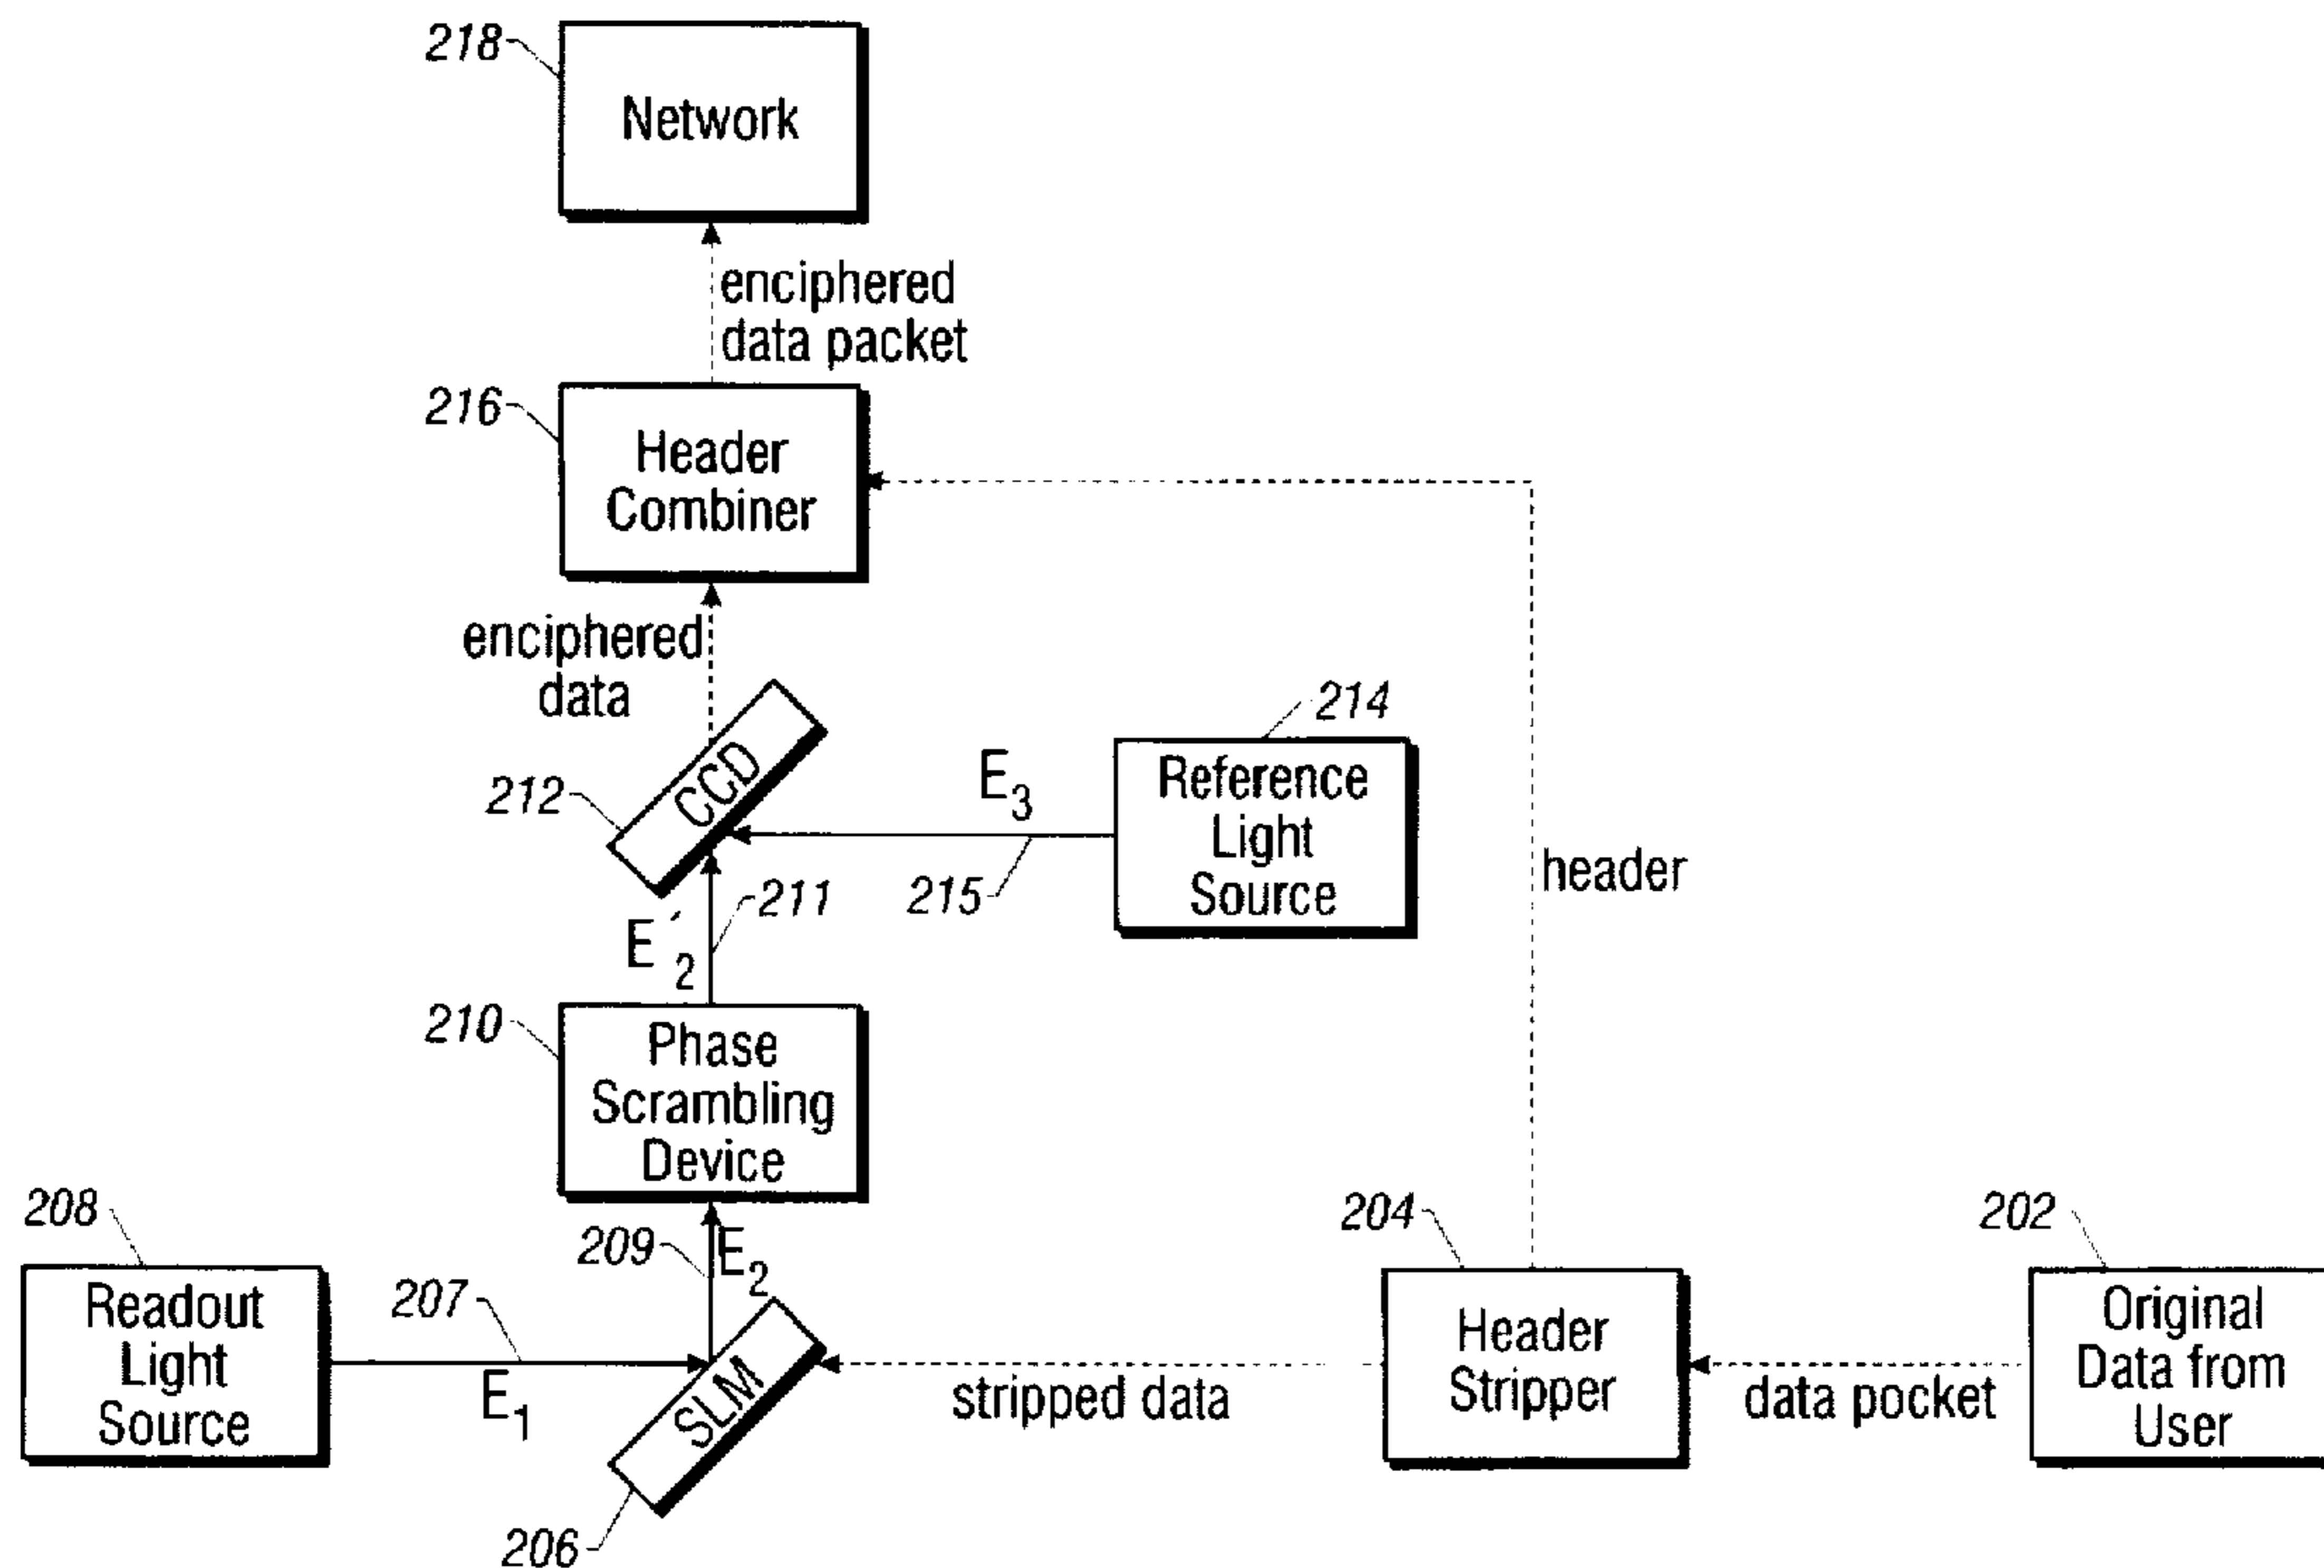 218
Network
enciphered
data packet
216
Header
Combiner
enciphered
data
214
212
CCD
E3
Reference
Light
Source
215
header
211
E2´
210
Phase
Scrambling
Device
208
209
E2
204
202
Readout
Light
Source
207
E1
SLM
206
stripped data
Header
Stripper
data pocket
Original
Data from
User